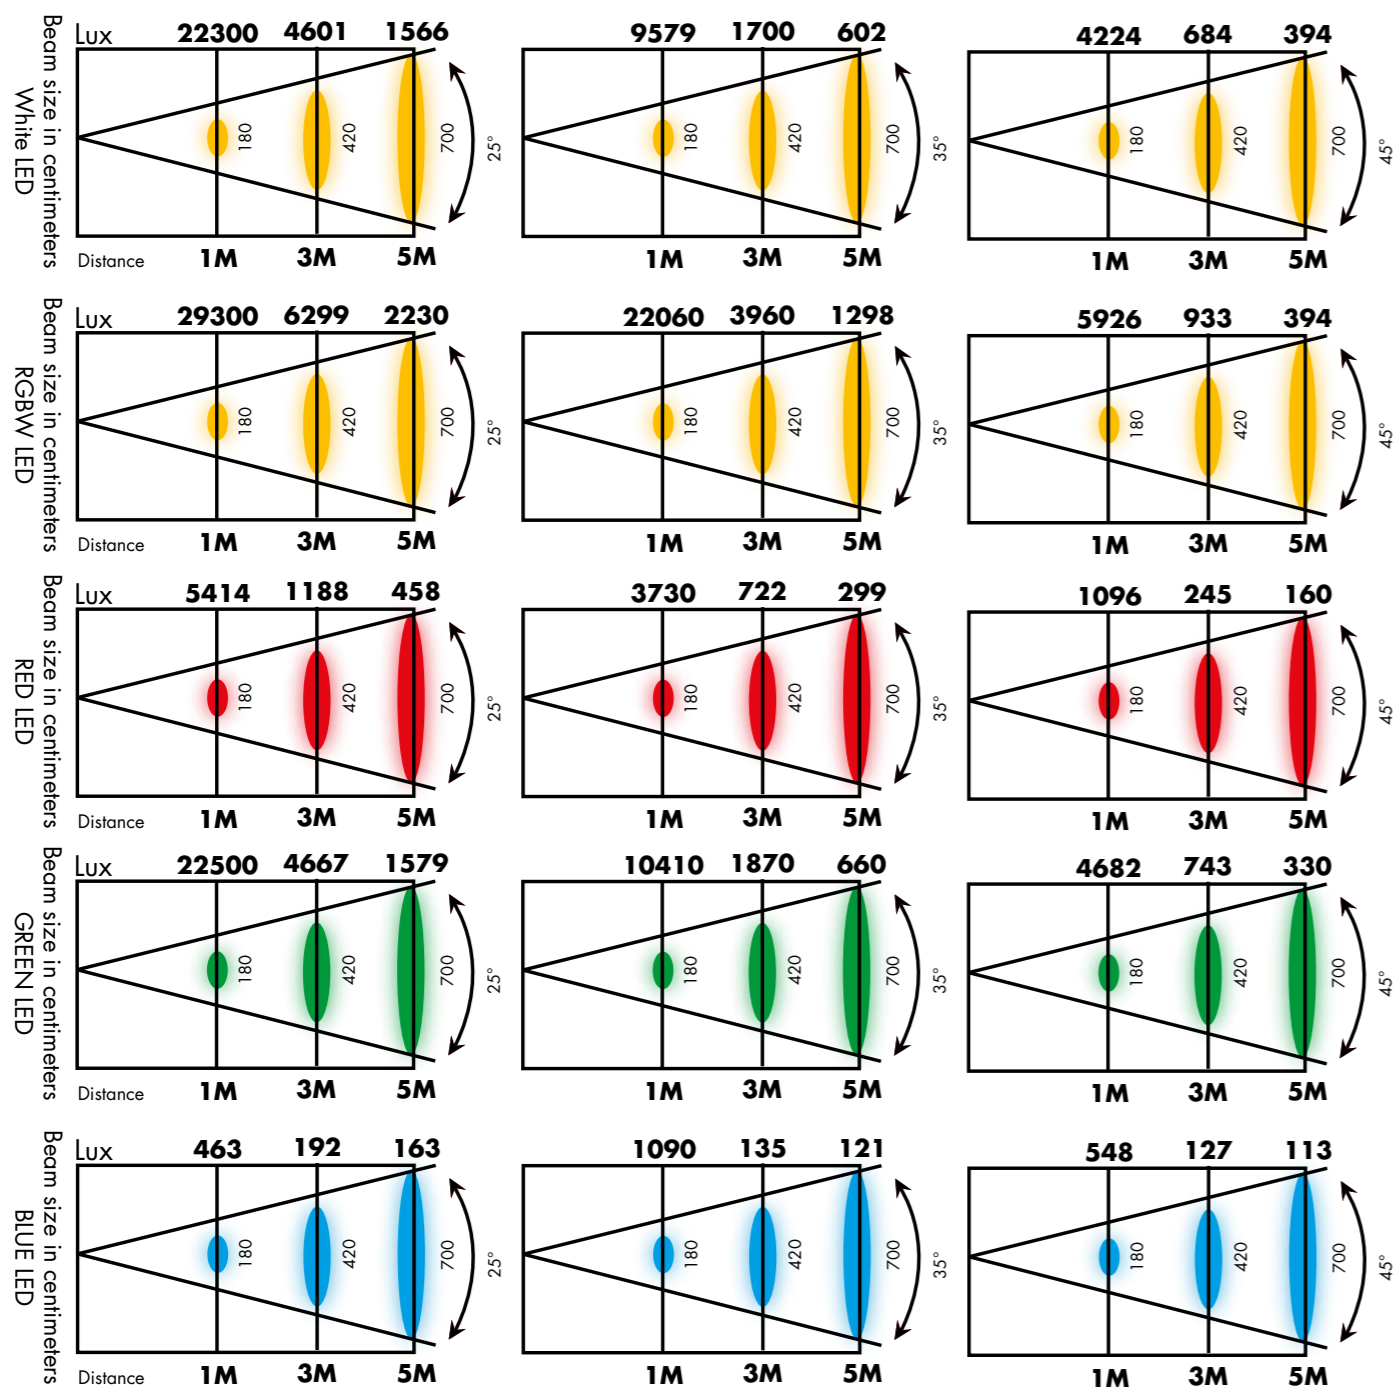 Beam size in centimeters
White LED
Lux 22300 4601 1566 9579 1700 602 4224 684 394
180 420 700 25° 180 420 700 35° 180 420 700 45°
Distance 1M 3M 5M 1M 3M 5M 1M 3M 5M
Beam size in centimeters
RGBW LED
Lux 29300 6299 2230 22060 3960 1298 5926 933 394
180 420 700 25° 180 420 700 35° 180 420 700 45°
Distance 1M 3M 5M 1M 3M 5M 1M 3M 5M
Beam size in centimeters
RED LED
Lux 5414 1188 458 3730 722 299 1096 245 160
180 420 700 25° 180 420 700 35° 180 420 700 45°
Distance 1M 3M 5M 1M 3M 5M 1M 3M 5M
Beam size in centimeters
GREEN LED
Lux 22500 4667 1579 10410 1870 660 4682 743 330
180 420 700 25° 180 420 700 35° 180 420 700 45°
Distance 1M 3M 5M 1M 3M 5M 1M 3M 5M
Beam size in centimeters
BLUE LED
Lux 463 192 163 1090 135 121 548 127 113
180 420 700 25° 180 420 700 35° 180 420 700 45°
Distance 1M 3M 5M 1M 3M 5M 1M 3M 5M